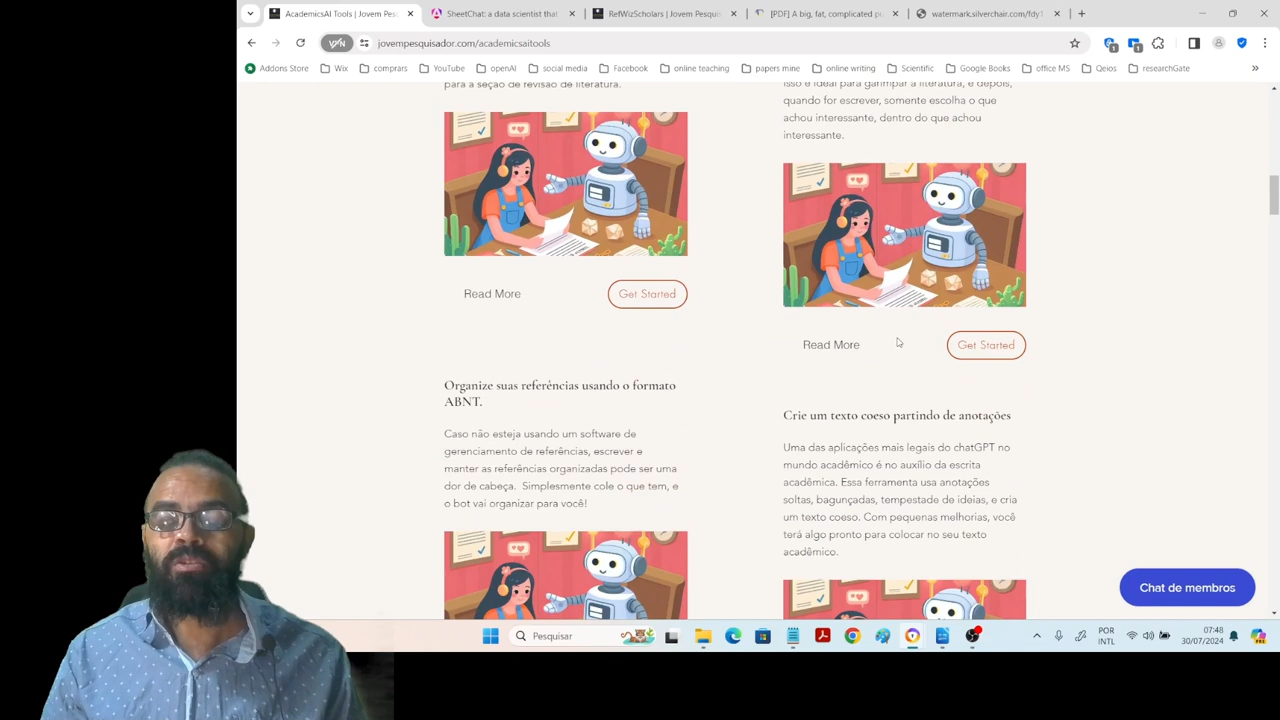 AcademicsAI Tools | Jovem Pesq
SheetChat: a data scientist that
RefWizScholars | Jovem Pesqui
[PDF] A big, fat, complicated p
watermark.silverchair.com/fdy1
VPN
jovempesquisador.com/academicsaitools
Addons Store
Wix
comprars
YouTube
openAI
social media
Facebook
online teaching
papers mine
online writing
Scientific
Google Books
office MS
Qeios
researchGate
para a seção de revisão de literatura.
Read More
Get Started
Organize suas referências usando o formato
ABNT.
Caso não esteja usando um software de
gerenciamento de referências, escrever e
manter as referências organizadas pode ser uma
dor de cabeça. Simplesmente cole o que tem, e
o bot vai organizar para você!
isso é ideal para garimpar a literatura, e depois,
quando for escrever, somente escolha o que
achou interessante, dentro do que achou
interessante.
Read More
Get Started
Crie um texto coeso partindo de anotações
Uma das aplicações mais legais do chatGPT no
mundo acadêmico é no auxílio da escrita
acadêmica. Essa ferramenta usa anotações
soltas, bagunçadas, tempestade de ideias, e cria
um texto coeso. Com pequenas melhorias, você
terá algo pronto para colocar no seu texto
acadêmico.
Chat de membros
Pesquisar
POR
INTL
07:48
30/07/2024